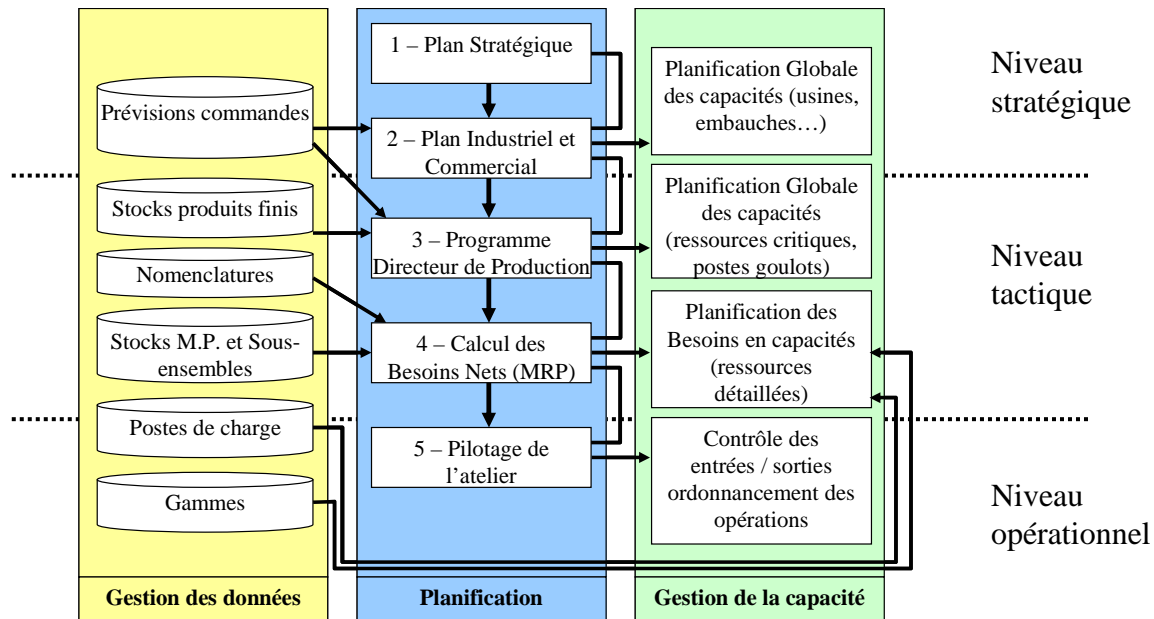 Prévisions commandes
Stocks produits finis
Nomenclatures
Stocks M.P. et Sous-
ensembles
Postes de charge
Gammes
Gestion des données
1 – Plan Stratégique
2 – Plan Industriel et
Commercial
3 – Programme
Directeur de Production
4 – Calcul des
Besoins Nets (MRP)
5 – Pilotage de
l’atelier
Planification
Planification Globale
des capacités (usines,
embauches…)
Planification Globale
des capacités
(ressources critiques,
postes goulots)
Planification des
Besoins en capacités
(ressources
détaillées)
Contrôle des
entrées / sorties
ordonnancement des
opérations
Gestion de la capacité
Niveau
stratégique
Niveau
tactique
Niveau
opérationnel